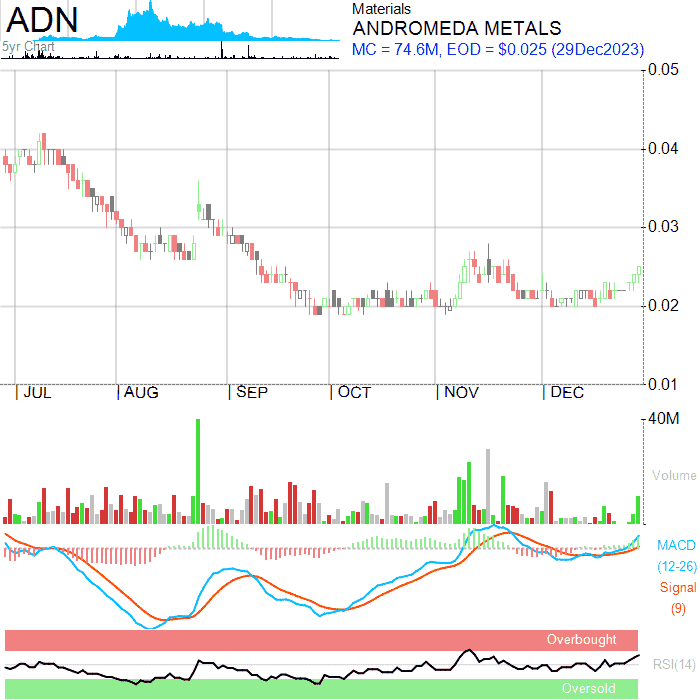 ADN
5yr Chart
Materials
ANDROMEDA METALS
MC = 74.6M, EOD = $0.025 (29Dec2023)
0.05
0.04
0.03
0.02
0.01
JUL
AUG
SEP
OCT
NOV
DEC
40M
Volume
MACD
(12-26)
Signal
(9)
Overbought
RSI(14)
Oversold